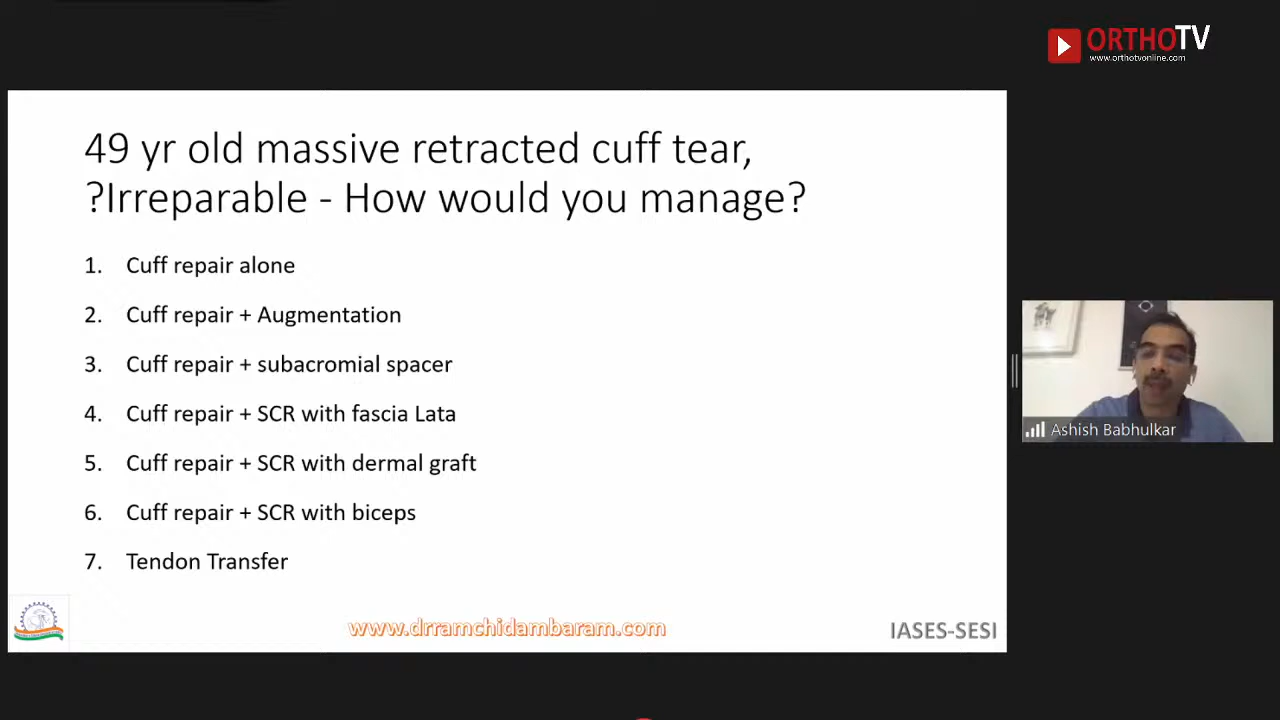 ORTHOTV
www.orthotvonline.com
49 yr old massive retracted cuff tear,
?Irreparable - How would you manage?
1. Cuff repair alone
2. Cuff repair + Augmentation
3. Cuff repair + subacromial spacer
4. Cuff repair + SCR with fascia Lata
5. Cuff repair + SCR with dermal graft
6. Cuff repair + SCR with biceps
7. Tendon Transfer
Ashish Babhulkar
www.drramchidambaram.com
IASES-SESI